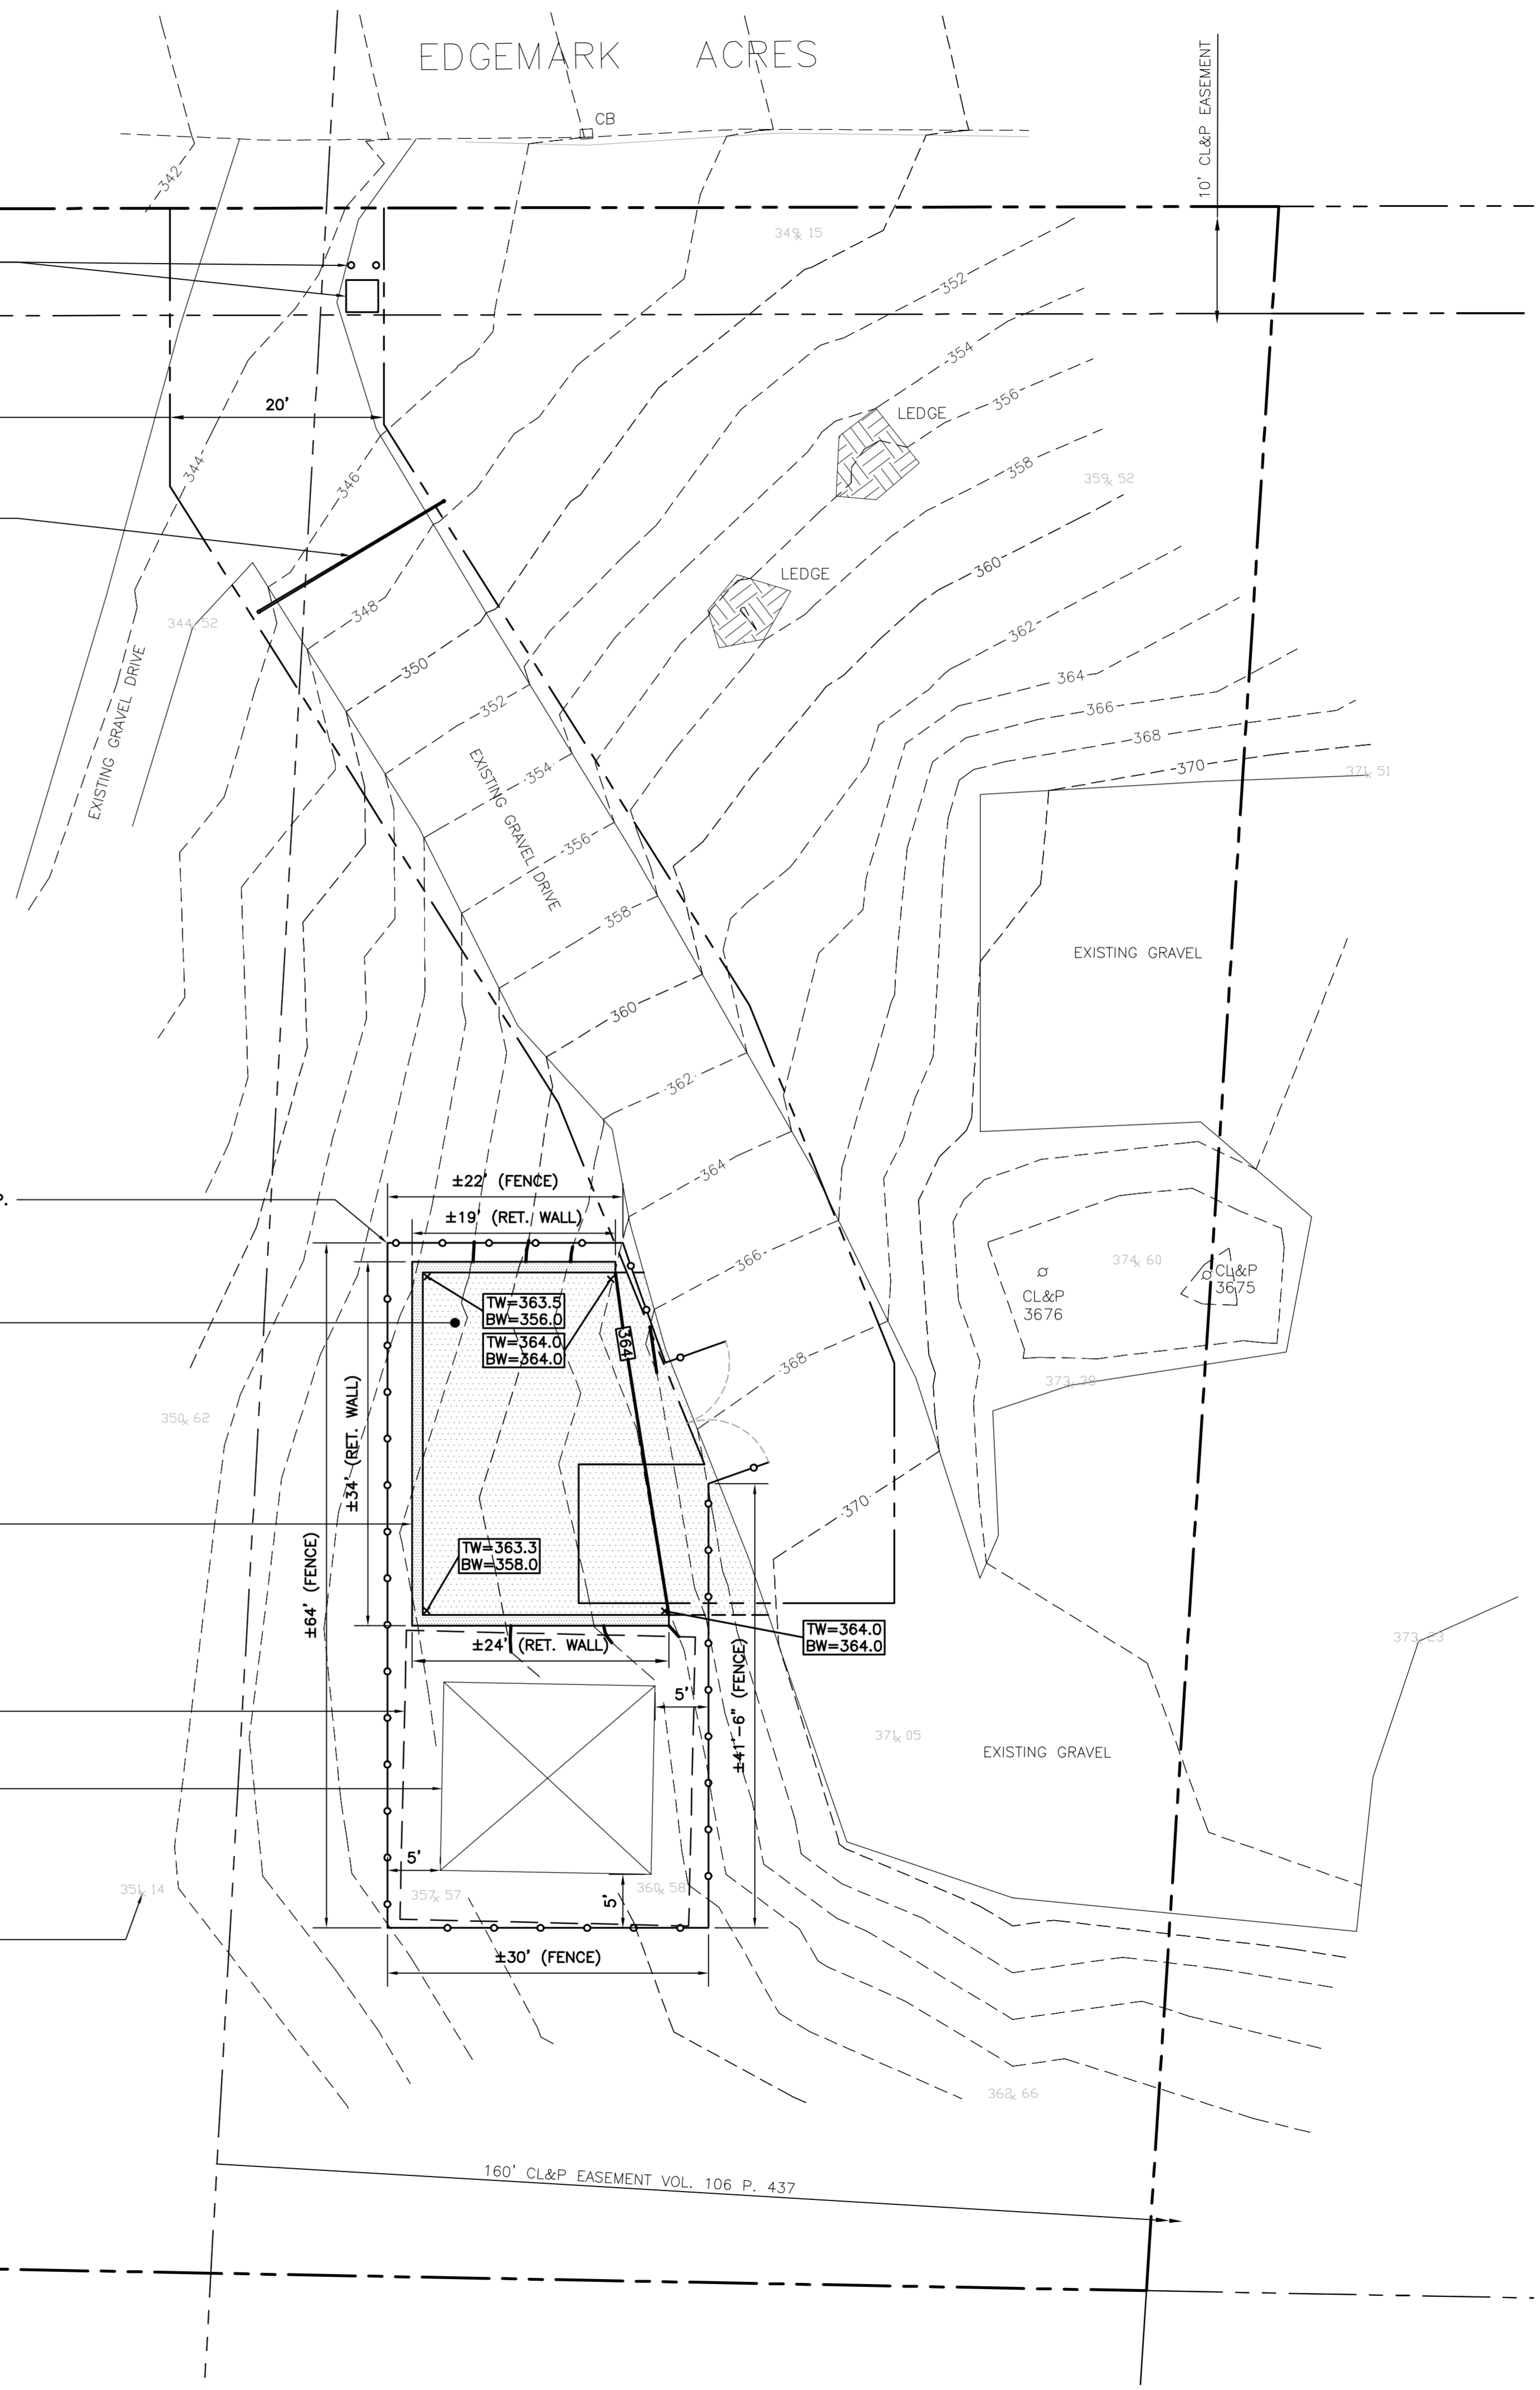 EDGEMARK ACRES
CB
10' CL&P EASEMENT
342
349 15
352
354
LEDGE
356
20'
344
346
358
359 52
360
LEDGE
348
344 52
362
350
EXISTING GRAVEL DRIVE
352
364
366
368
370
371 51
EXISTING GRAVEL DRIVE
354
356
358
EXISTING GRAVEL
360
362
364
±22' (FENCE)
P.
±19' (RET. WALL)
366
374 60
CL&P
3675
CL&P
3676
TW=363.5
BW=356.0
TW=364.0
BW=364.0
364
368
373 28
350 62
±34' (RET. WALL)
370
±64' (FENCE)
TW=363.3
BW=358.0
TW=364.0
BW=364.0
±24' (RET. WALL)
373 23
5'
±41'-6" (FENCE)
371 05
EXISTING GRAVEL
5'
351 14
357 57
360 58
5'
±30' (FENCE)
362 66
160' CL&P EASEMENT VOL. 106 P. 437